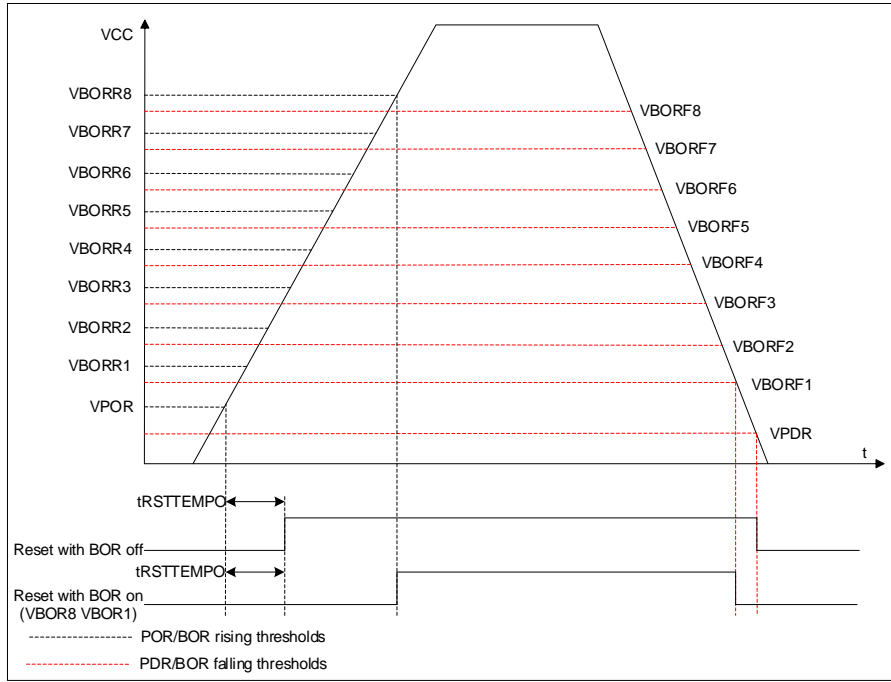 VCC
VBORR8
VBORF8
VBORR7
VBORF7
VBORR6
VBORF6
VBORR5
VBORF5
VBORR4
VBORF4
VBORR3
VBORF3
VBORR2
VBORF2
VBORR1
VBORF1
VPOR
VPDR
t
tRSTTEMPO
Reset with BOR off
tRSTTEMPO
Reset with BOR on
(VBOR8 VBOR1)
POR/BOR rising thresholds
PDR/BOR falling thresholds